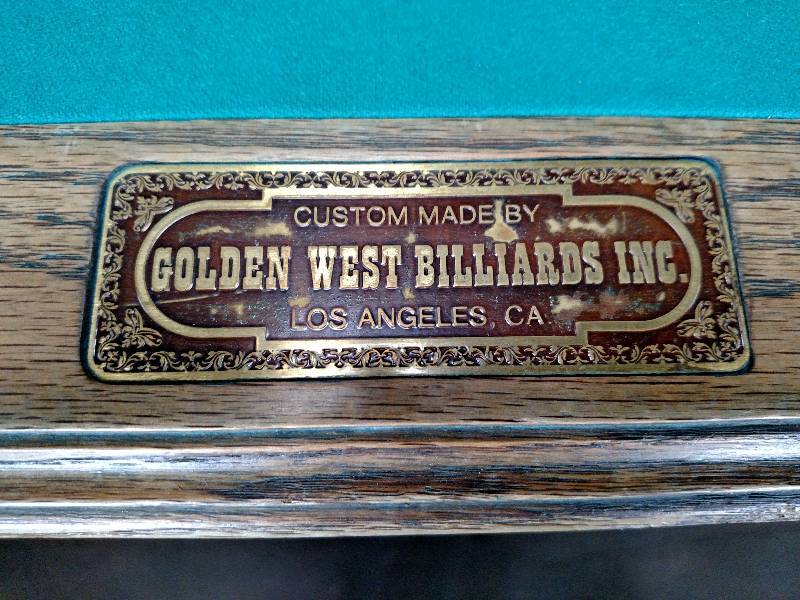 CUSTOM MADE BY
GOLDEN WEST BILLIARDS INC.
LOS ANGELES, CA